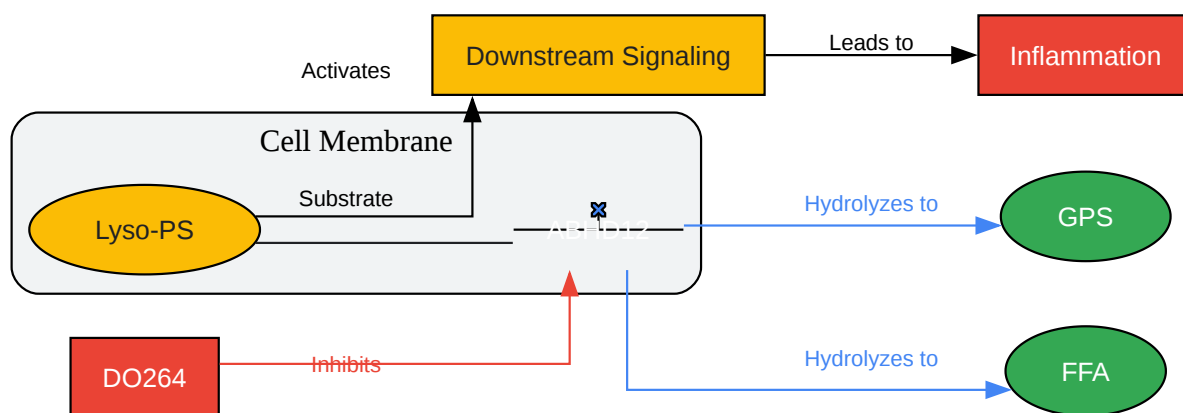 Downstream Signaling
Leads to
Inflammation
Activates
Cell Membrane
Substrate
Lyso-PS
ABHD12
Hydrolyzes to
GPS
DO264
Inhibits
Hydrolyzes to
FFA